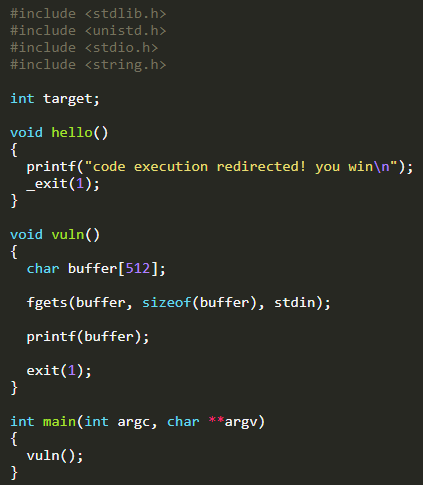 #include <stdlib.h>
#include <unistd.h>
#include <stdio.h>
#include <string.h>

int target;

void hello()
{
  printf("code execution redirected! you win\n");
  _exit(1);
}

void vuln()
{
  char buffer[512];

  fgets(buffer, sizeof(buffer), stdin);

  printf(buffer);

  exit(1);
}

int main(int argc, char **argv)
{
  vuln();
}